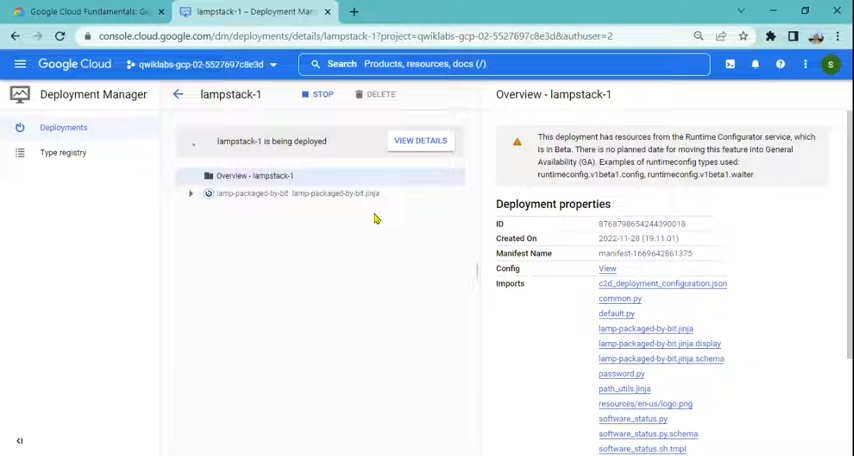 Google Cloud Fundamentals: Ge
lampstack-1 – Deployment Mana
console.cloud.google.com/dm/deployments/details/lampstack-1?project=qwiklabs-gcp-02-5527697c8e3d&authuser=2
Google Cloud
qwiklabs-gcp-02-5527697c8e3d
Search Products, resources, docs (/)
S
Deployment Manager
Deployments
Type registry
lampstack-1
STOP
DELETE
lampstack-1 is being deployed
VIEW DETAILS
Overview - lampstack-1
lamp-packaged-by-bit lamp-packaged-by-bit.jinja
Overview - lampstack-1
This deployment has resources from the Runtime Configurator service, which
is in Beta. There is no planned date for moving this feature into General
Availability (GA). Examples of runtimeconfig types used:
runtimeconfig.v1beta1.config, runtimeconfig.v1beta1.waiter
Deployment properties
ID 8768798654244390018
Created On 2022-11-28 (19:11:01)
Manifest Name manifest-1669642861375
Config View
Imports c2d_deployment_configuration.json
common.py
default.py
lamp-packaged-by-bit.jinja
lamp-packaged-by-bit.jinja.display
lamp-packaged-by-bit.jinja.schema
password.py
path_utils.jinja
resources/en-us/logo.png
software_status.py
software_status.py.schema
software_status.sh.tmpl